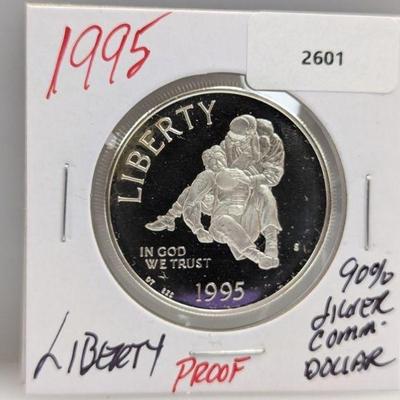 1995
2601
LIBERTY
IN GOD
WE TRUST
S
1995
LIBERTY
PROOF
90%
SILVER
COMM.
DOLLAR